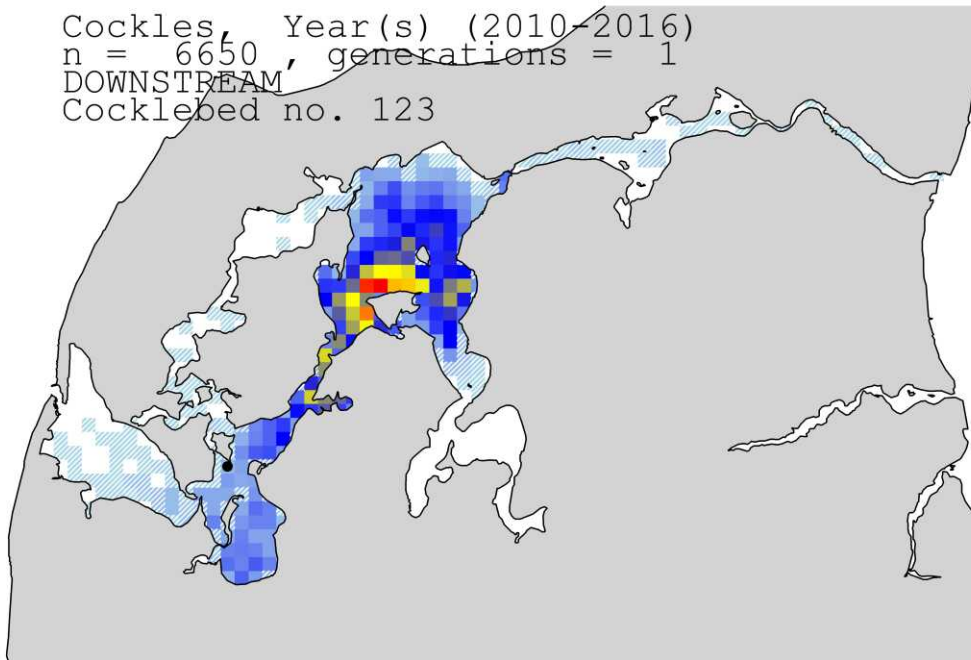 Cockles, Year(s) (2010-2016)
n = 6650 , generations = 1
DOWNSTREAM
Cocklebed no. 123